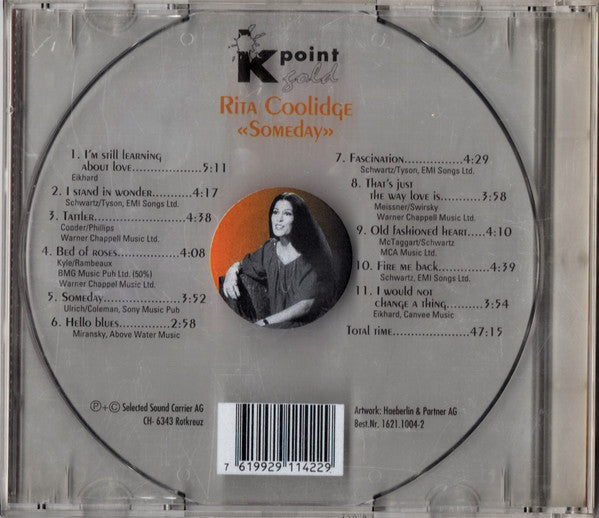 k point
gold
Rita Coolidge
«Someday»
1. I'm still learning
about love...............5:11
Eikhard
2. I stand in wonder..........4:17
Schwartz/Tyson, EMI Songs Ltd.
3. Tattler.........................4:38
Cooder/Phillips
Warner Chappell Music Ltd.
4. Bed of roses................4:08
Kyle/Rambeaux
BMG Music Pub Ltd. (50%)
Warner Chappel Music Ltd.
5. Someday....................3:52
Ulrich/Coleman, Sony Music Pub
6. Hello blues................2:58
Miransky, Above Water Music
7. Fascination...............4:29
Schwartz/Tyson, EMI Songs Ltd.
8. That's just
the way love is............3:58
Meissner/Swirsky
Warner Chappell Music Ltd.
9. Old fashioned heart......4:10
McTaggart/Schwartz
MCA Music Ltd.
10. Fire me back...............4:39
Schwartz, EMI Songs Ltd.
11. I would not
change a thing............3:54
Eikhard, Canvee Music
Total time......................47:15
Ⓟ+© Selected Sound Carrier AG
CH- 6343 Rotkreuz
Artwork: Haeberlin & Partner AG
Best.Nr. 1621.1004-2
7 619929 114229